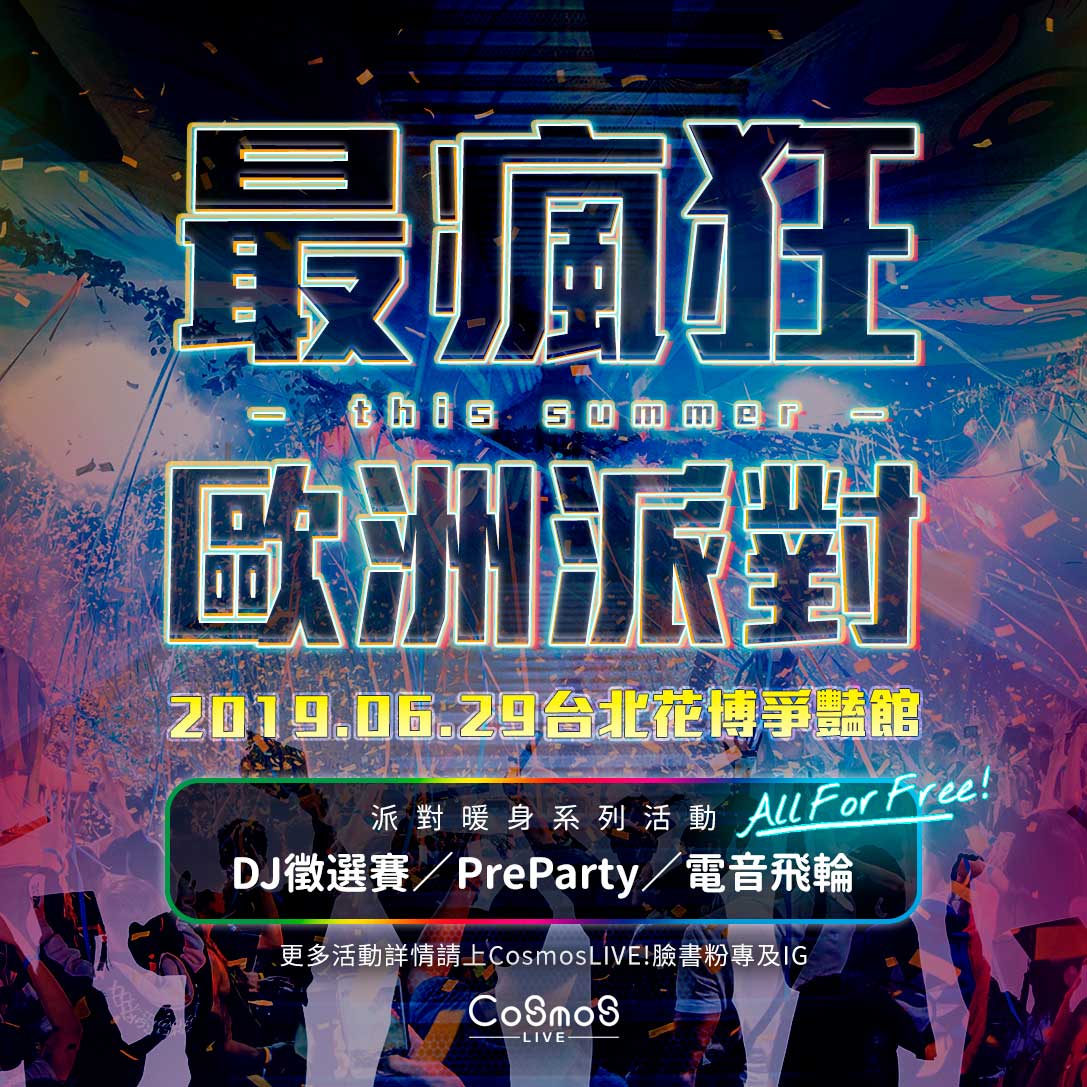 最瘋狂
- this summer -
歐洲派對
2019.06.29台北花博爭豔館
派對暖身系列活動 All For Free!
DJ徵選賽／PreParty／電音飛輪
更多活動詳情請上CosmosLIVE!臉書粉專及IG
CoSmoS
LIVE